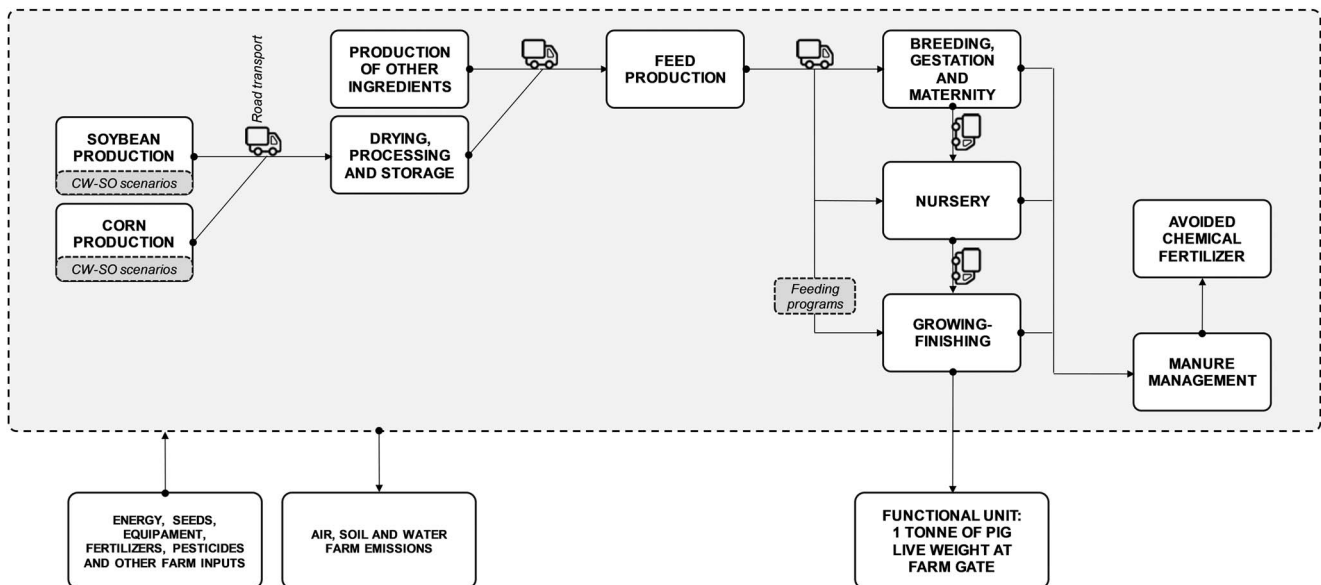 Road transport
PRODUCTION
OF OTHER
INGREDIENTS
FEED
PRODUCTION
BREEDING,
GESTATION
AND
MATERNITY
SOYBEAN
PRODUCTION
CW-SO scenarios
DRYING,
PROCESSING
AND STORAGE
NURSERY
CORN
PRODUCTION
CW-SO scenarios
AVOIDED
CHEMICAL
FERTILIZER
Feeding
programs
GROWING-
FINISHING
MANURE
MANAGEMENT
ENERGY, SEEDS,
EQUIPAMENT,
FERTILIZERS, PESTICIDES
AND OTHER FARM INPUTS
AIR, SOIL AND WATER
FARM EMISSIONS
FUNCTIONAL UNIT:
1 TONNE OF PIG
LIVE WEIGHT AT
FARM GATE